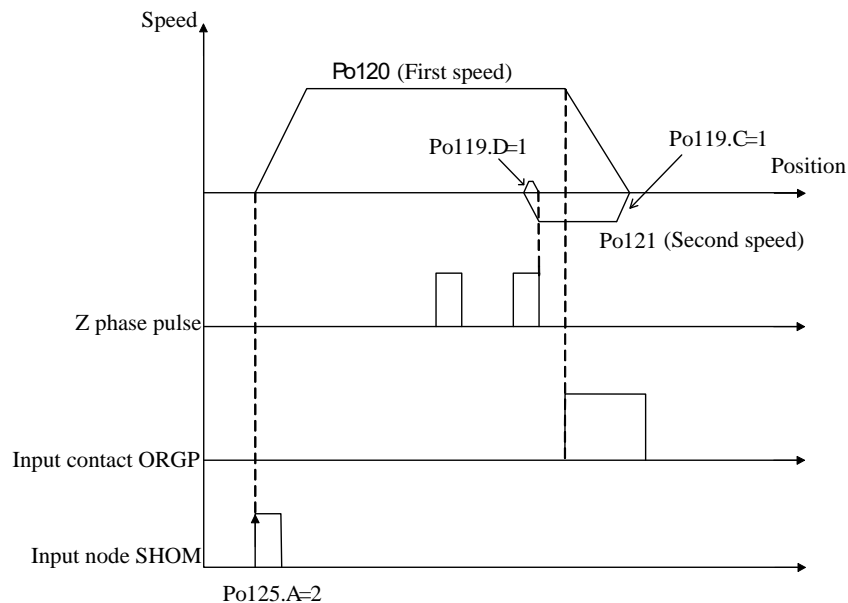 Speed
Po120 (First speed)
Po119.D=1
Po119.C=1
Position
Po121 (Second speed)
Z phase pulse
Input contact ORGP
Input node SHOM
Po125.A=2